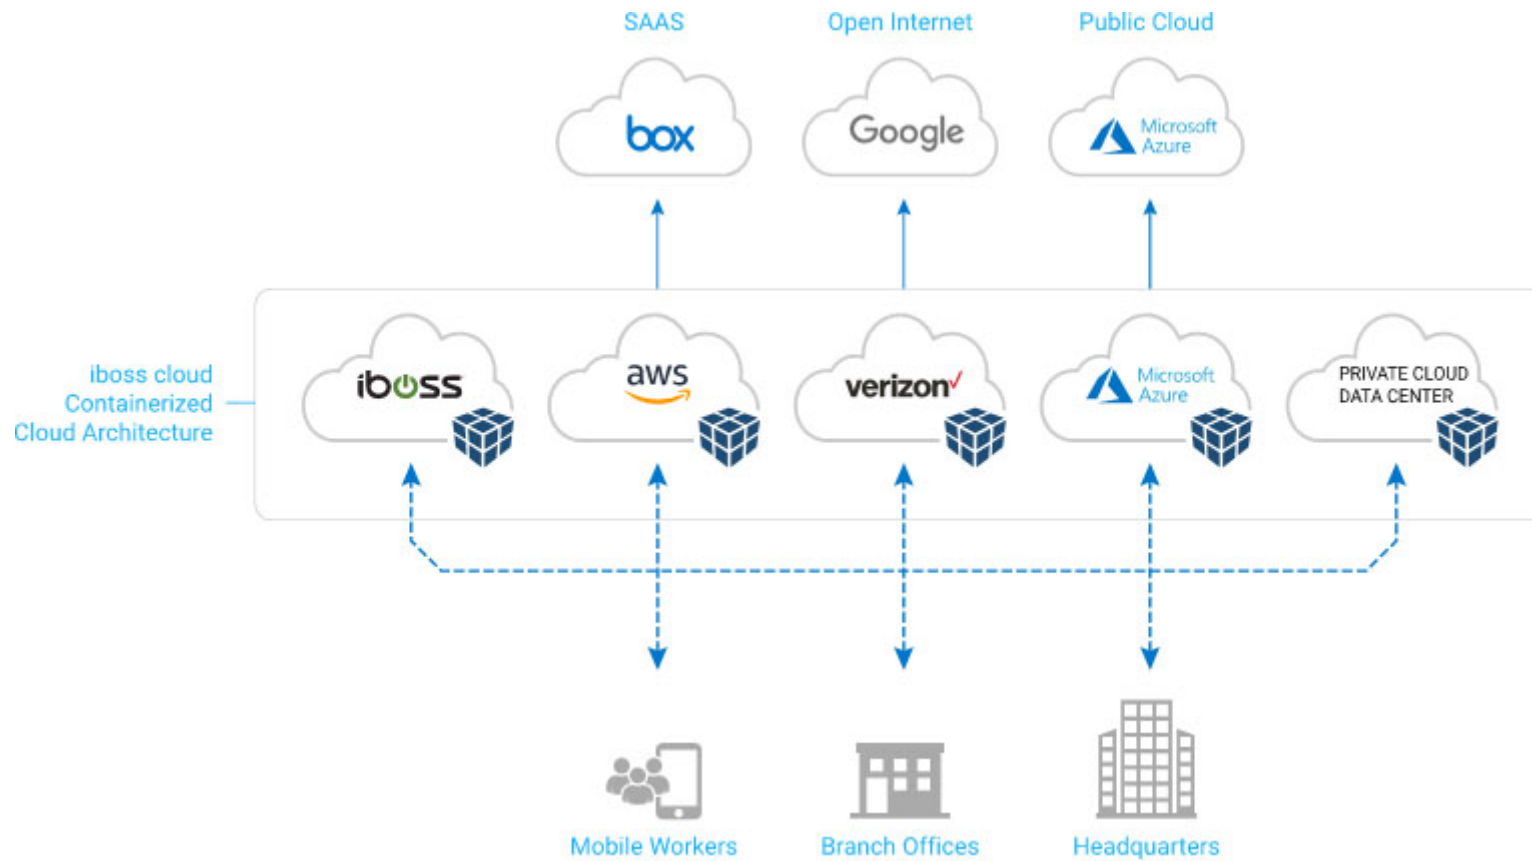 SAAS
Open Internet
Public Cloud
box
Google
Microsoft
Azure
iboss cloud
Containerized
Cloud Architecture
iboss
aws
verizon✓
Microsoft
Azure
PRIVATE CLOUD
DATA CENTER
Mobile Workers
Branch Offices
Headquarters